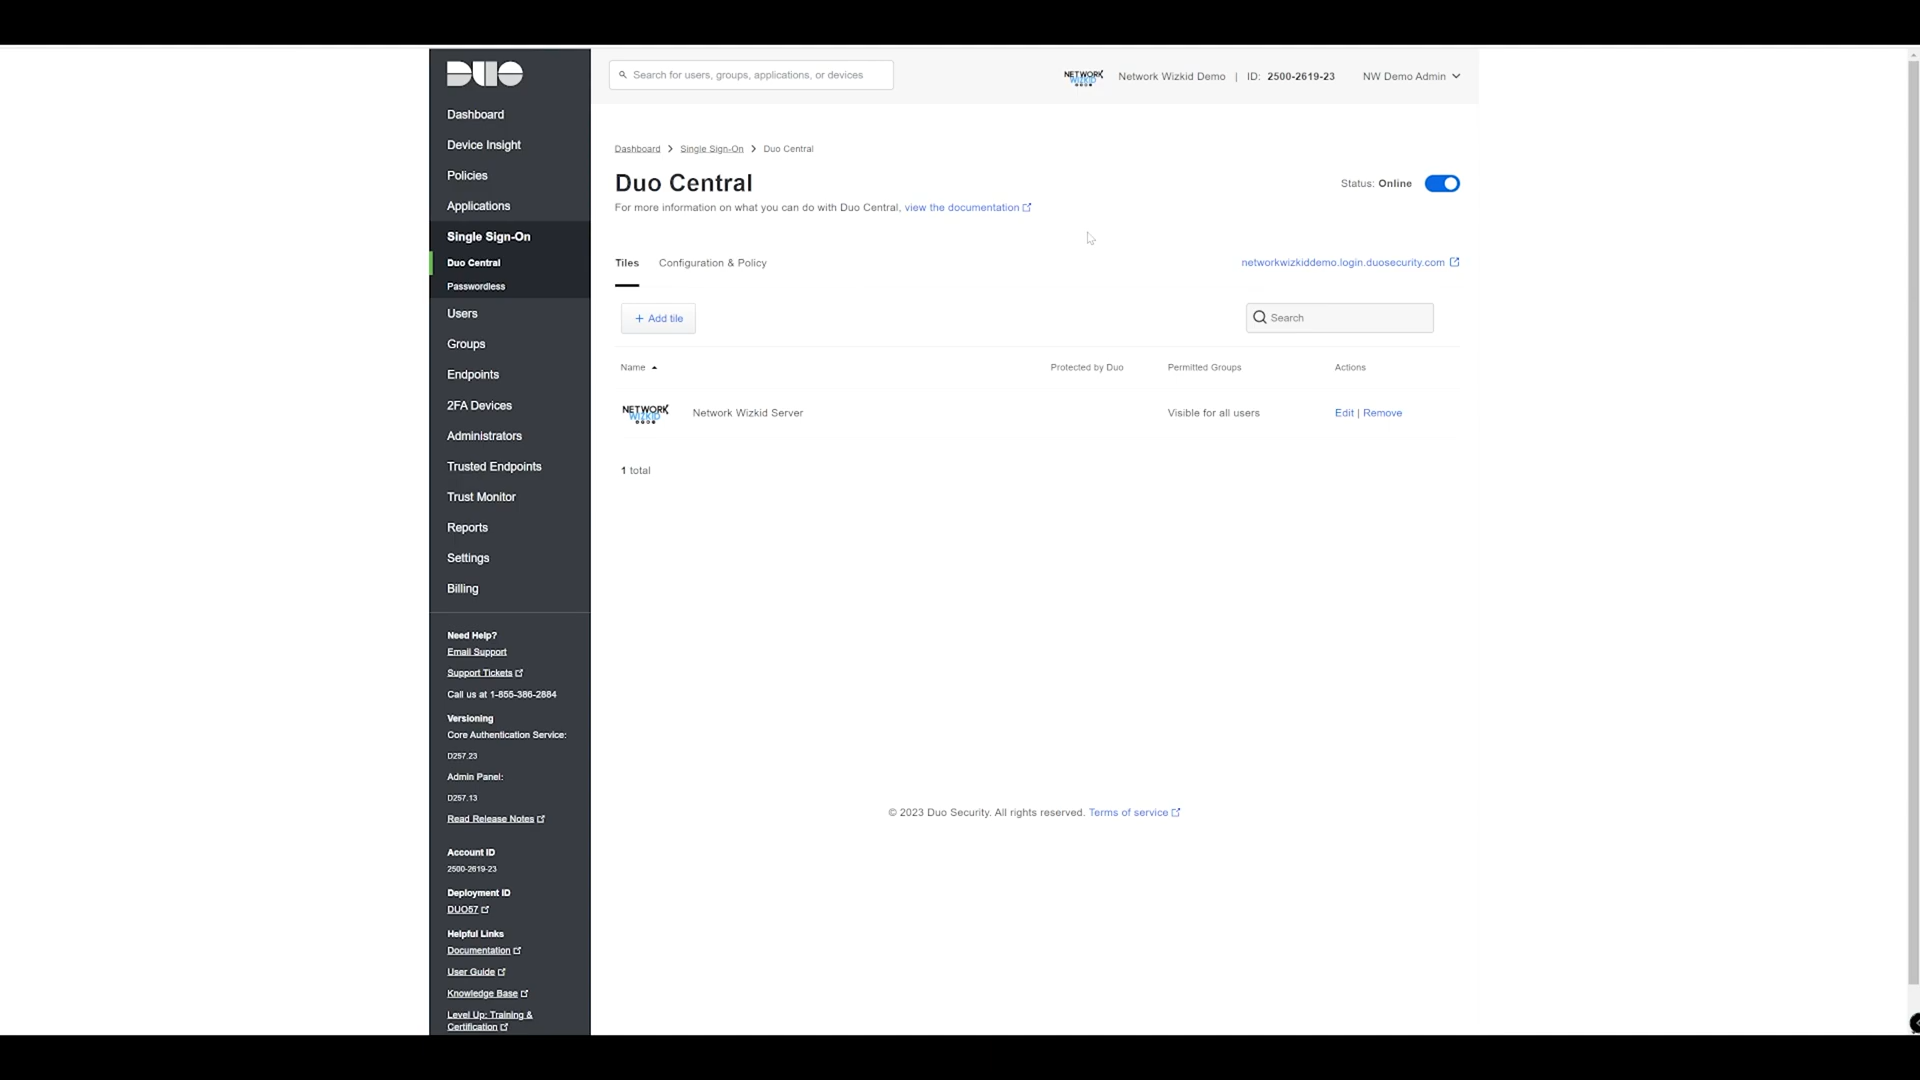 DUO
Dashboard
Device Insight
Policies
Applications
Single Sign-On
Duo Central
Passwordless
Users
Groups
Endpoints
2FA Devices
Administrators
Trusted Endpoints
Trust Monitor
Reports
Settings
Billing
Need Help?
Email Support
Support Tickets
Call us at 1-855-386-2884
Versioning
Core Authentication Service:
D257.23
Admin Panel:
D257.13
Read Release Notes
Account ID
2500-2619-23
Deployment ID
DUO57
Helpful Links
Documentation
User Guide
Knowledge Base
Level Up: Training &
Certification
Search for users, groups, applications, or devices
NETWORK
WIZKID
Network Wizkid Demo | ID: 2500-2619-23
NW Demo Admin
Dashboard > Single Sign-On > Duo Central
Duo Central
Status: Online
For more information on what you can do with Duo Central, view the documentation
Tiles Configuration & Policy
networkwizkiddemo.login.duosecurity.com
+ Add tile
Search
Name Protected by Duo Permitted Groups Actions
NETWORK
WIZKID
Network Wizkid Server Visible for all users Edit | Remove
1 total
© 2023 Duo Security. All rights reserved. Terms of service